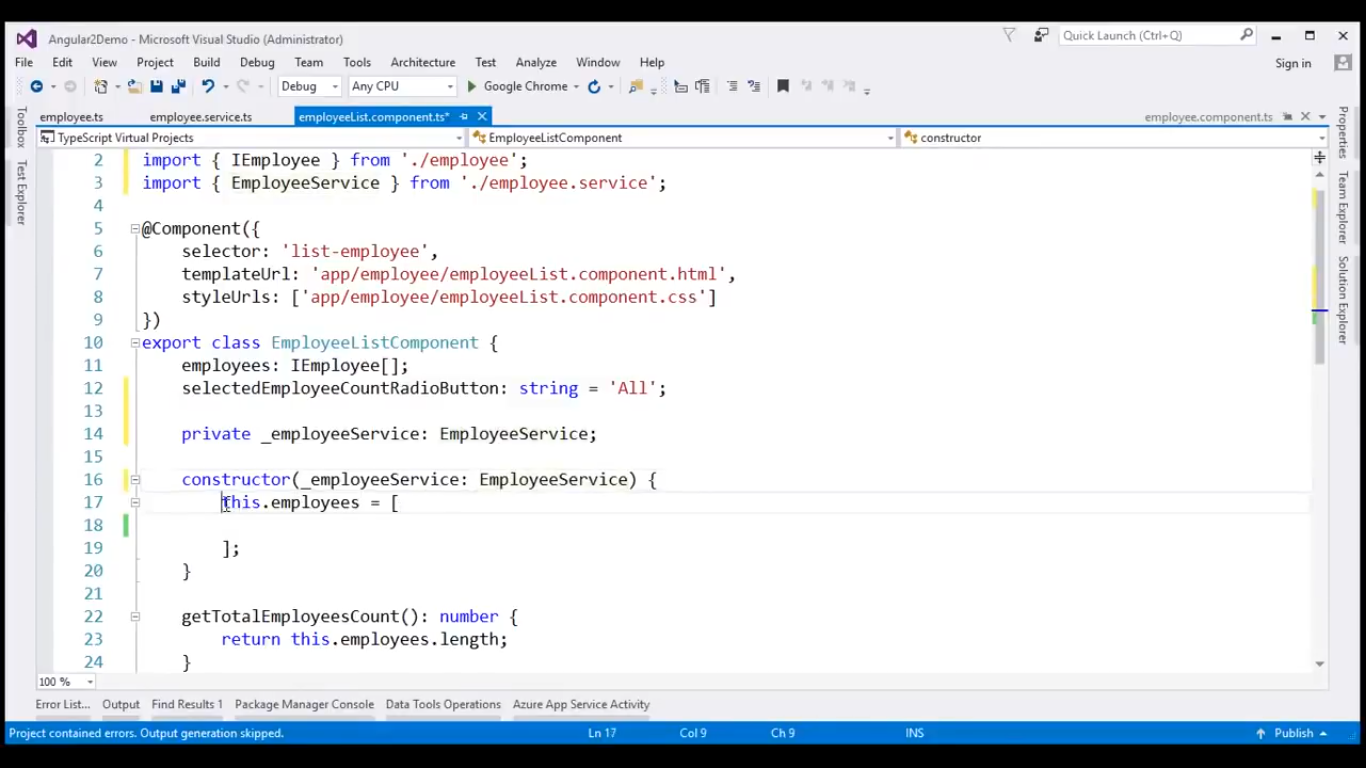 Angular2Demo - Microsoft Visual Studio (Administrator)
Quick Launch (Ctrl+Q)
File Edit View Project Build Debug Team Tools Architecture Test Analyze Window Help
Sign in
Debug Any CPU Google Chrome
employee.ts employee.service.ts employeeList.component.ts* employee.component.ts
TypeScript Virtual Projects EmployeeListComponent constructor
Toolbox
Test Explorer
2 import { IEmployee } from './employee';
3 import { EmployeeService } from './employee.service';
4
5 @Component({
6 selector: 'list-employee',
7 templateUrl: 'app/employee/employeeList.component.html',
8 styleUrls: ['app/employee/employeeList.component.css']
9 })
10 export class EmployeeListComponent {
11 employees: IEmployee[];
12 selectedEmployeeCountRadioButton: string = 'All';
13
14 private _employeeService: EmployeeService;
15
16 constructor(_employeeService: EmployeeService) {
17 this.employees = [
18
19 ];
20 }
21
22 getTotalEmployeesCount(): number {
23 return this.employees.length;
24 }
Properties
Team Explorer
Solution Explorer
100 %
Error List... Output Find Results 1 Package Manager Console Data Tools Operations Azure App Service Activity
Project contained errors. Output generation skipped. Ln 17 Col 9 Ch 9 INS Publish